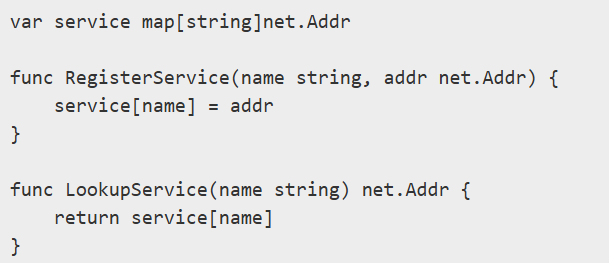 var service map[string]net.Addr
func RegisterService(name string, addr net.Addr) {
    service[name] = addr
}
func LookupService(name string) net.Addr {
    return service[name]
}